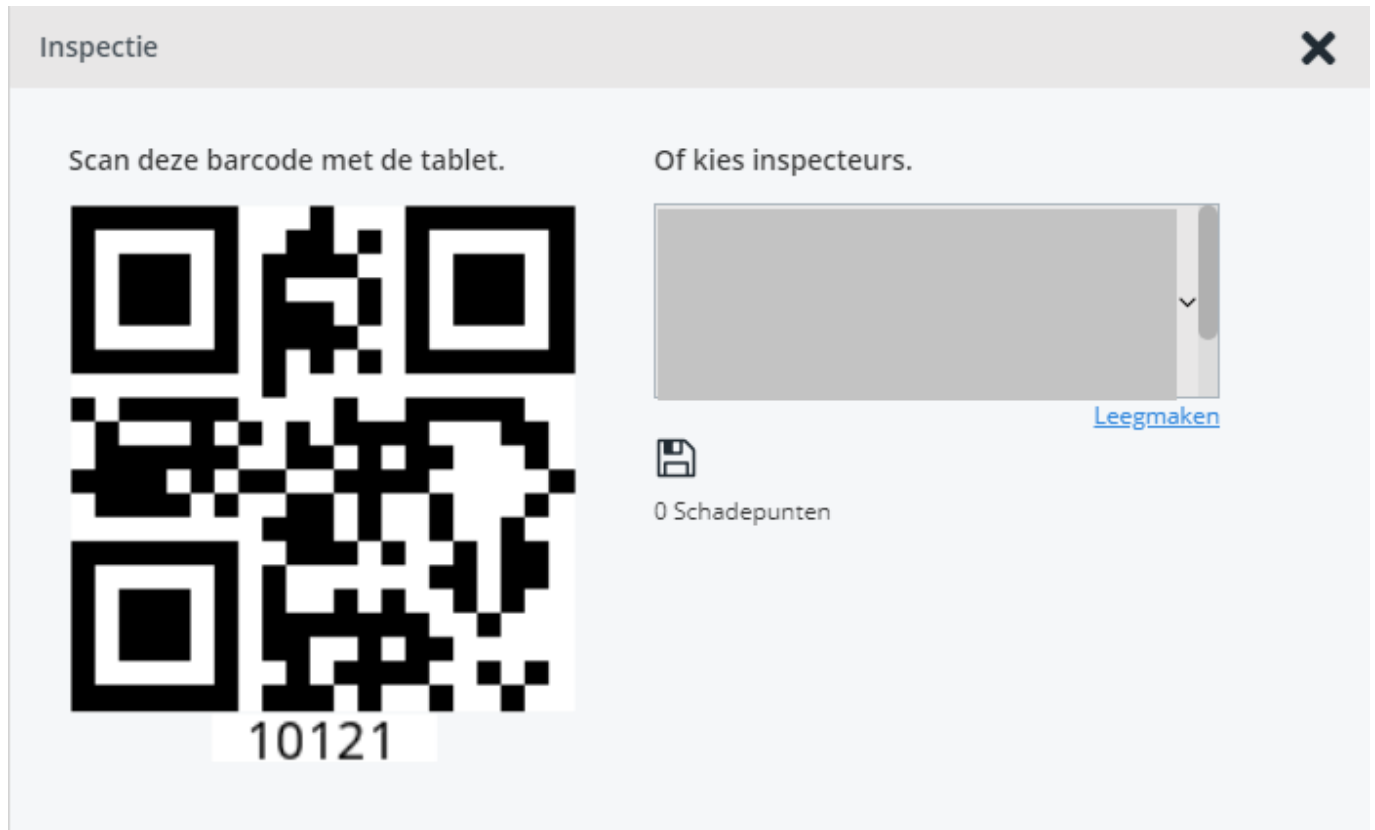 Inspectie
Scan deze barcode met de tablet.
10121
Of kies inspecteurs.
Leegmaken
0 Schadepunten